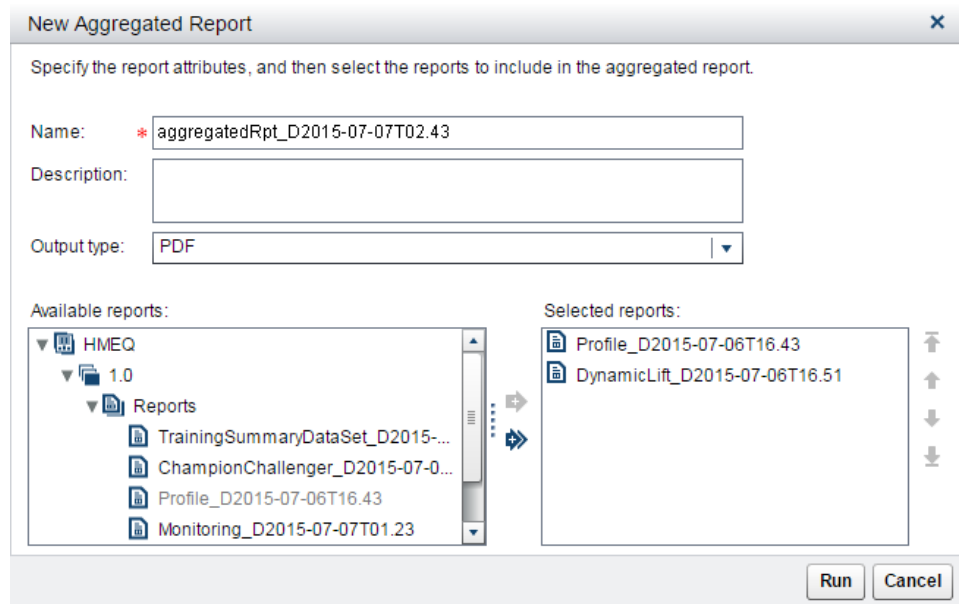 New Aggregated Report
Specify the report attributes, and then select the reports to include in the aggregated report.
Name: * aggregatedRpt_D2015-07-07T02.43
Description:
Output type: PDF
Available reports:
HMEQ
1.0
Reports
TrainingSummaryDataSet_D2015-...
ChampionChallenger_D2015-07-0...
Profile_D2015-07-06T16.43
Monitoring_D2015-07-07T01.23
Selected reports:
Profile_D2015-07-06T16.43
DynamicLift_D2015-07-06T16.51
Run Cancel